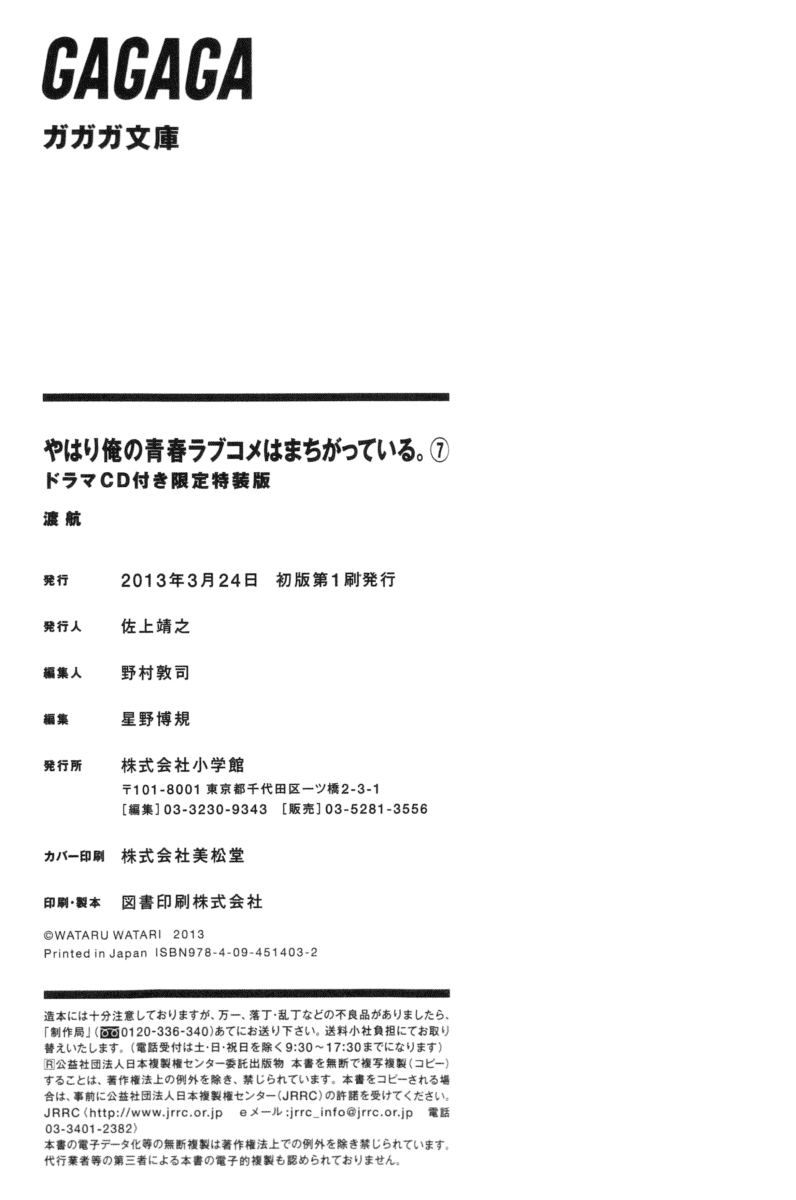 GAGAGA
ガガガ文庫
やはり俺の青春ラブコメはまちがっている。⑦
ドラマCD付き限定特装版
渡 航
発行 2013年3月24日 初版第1刷発行
発行人 佐上靖之
編集人 野村敦司
編集 星野博規
発行所 株式会社小学館
〒101-8001 東京都千代田区一ツ橋2-3-1
[編集]03-3230-9343 [販売]03-5281-3556
カバー印刷 株式会社美松堂
印刷・製本 図書印刷株式会社
©WATARU WATARI 2013
Printed in Japan ISBN978-4-09-451403-2
造本には十分注意しておりますが、万一、落丁・乱丁などの不良品がありましたら、
「制作局」(0120-336-340)あてにお送り下さい。送料小社負担にてお取り
替えいたします。(電話受付は土・日・祝日を除く9:30〜17:30までになります)
R公益社団法人日本複製権センター委託出版物 本書を無断で複写複製(コピー)
することは、著作権法上の例外を除き、禁じられています。本書をコピーされる場
合は、事前に公益社団法人日本複製権センター(JRRC)の許諾を受けてください。
JRRC〈http://www.jrrc.or.jp eメール:jrrc_info@jrrc.or.jp 電話
03-3401-2382〉
本書の電子データ化等の無断複製は著作権法上での例外を除き禁じられています。
代行業者等の第三者による本書の電子的複製も認められておりません。